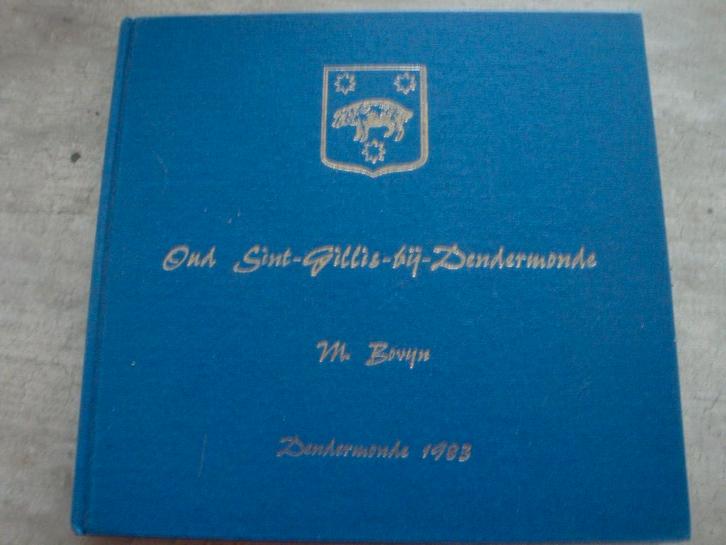 Oud Sint-Gillis-bij-Dendermonde
M. Bovyn
Dendermonde 1983